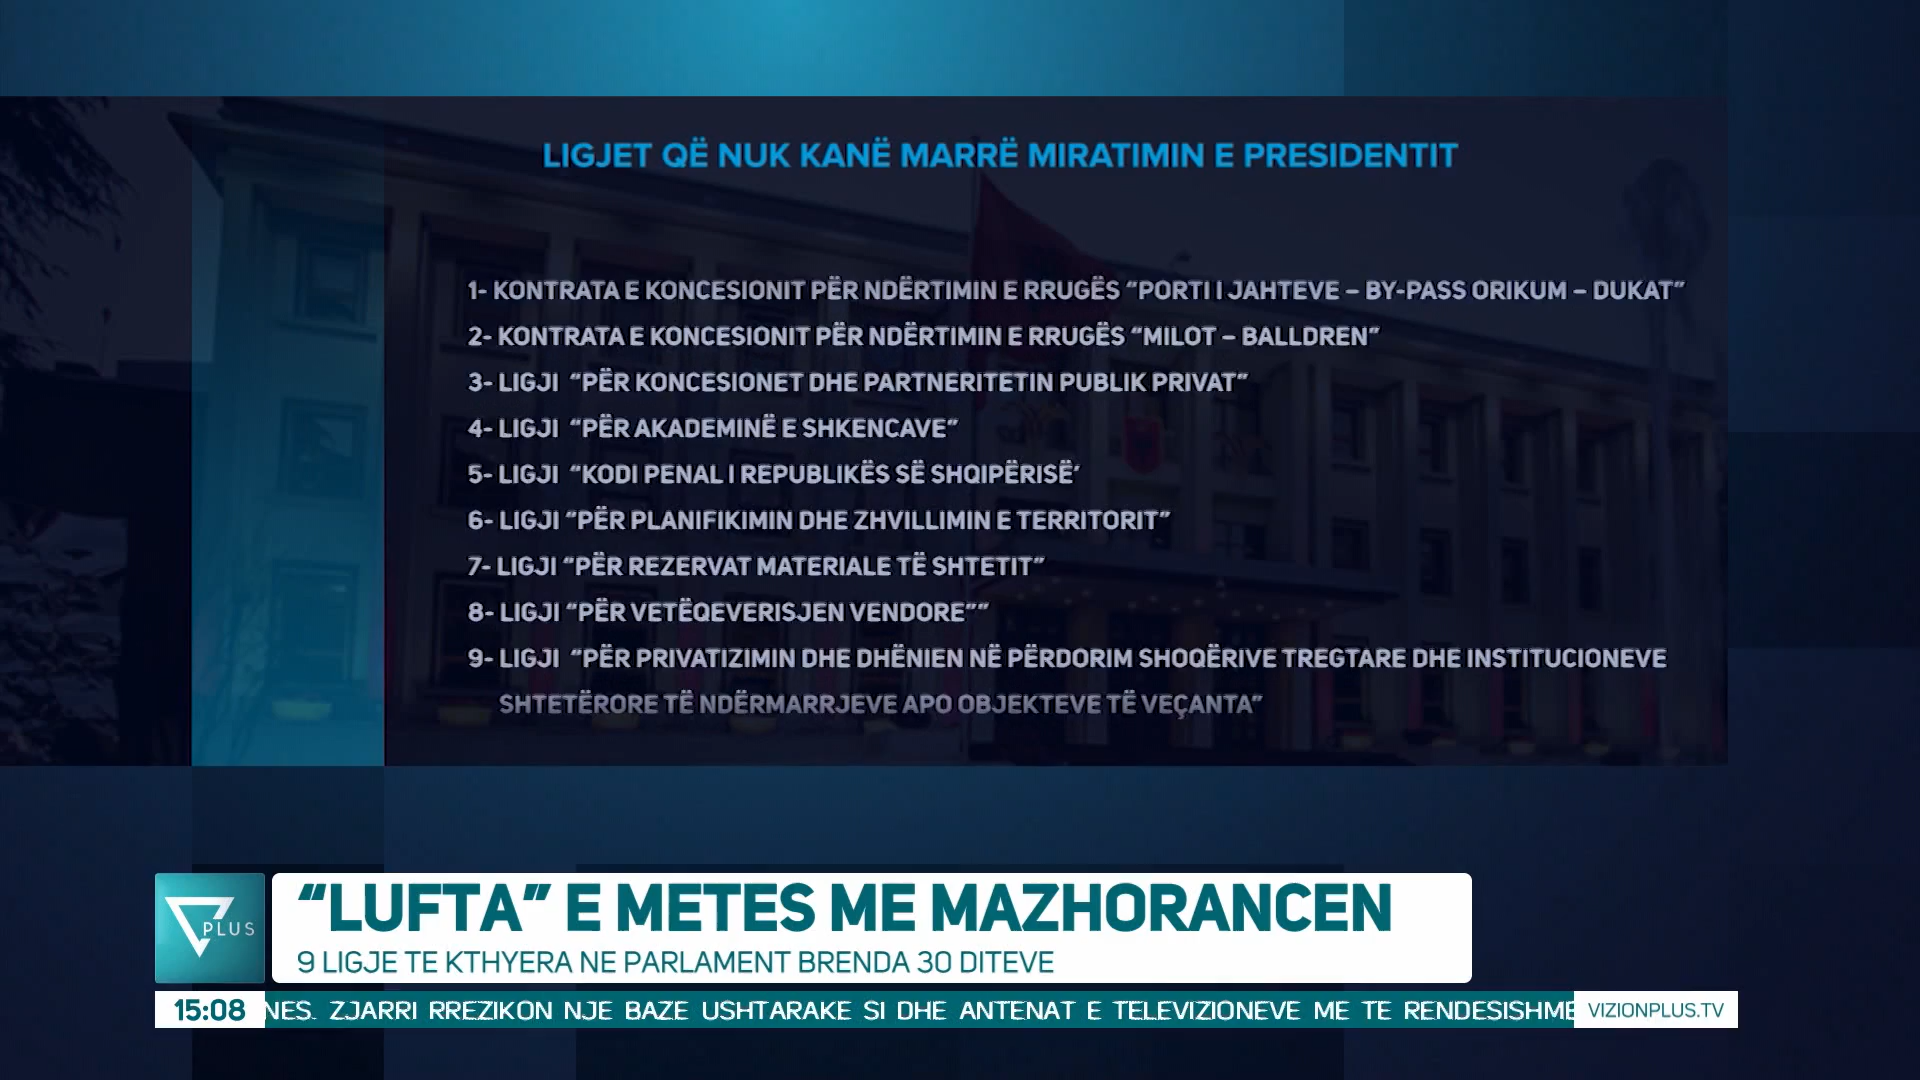 LIGJET QË NUK KANË MARRË MIRATIMIN E PRESIDENTIT
1- KONTRATA E KONCESIONIT PËR NDËRTIMIN E RRUGËS “PORTI I JAHTEVE – BY-PASS ORIKUM – DUKAT”
2- KONTRATA E KONCESIONIT PËR NDËRTIMIN E RRUGËS “MILOT – BALLDREN”
3- LIGJI “PËR KONCESIONET DHE PARTNERITETIN PUBLIK PRIVAT”
4- LIGJI “PËR AKADEMINË E SHKENCAVE”
5- LIGJI “KODI PENAL I REPUBLIKËS SË SHQIPËRISË’
6- LIGJI “PËR PLANIFIKIMIN DHE ZHVILLIMIN E TERRITORIT”
7- LIGJI “PËR REZERVAT MATERIALE TË SHTETIT”
8- LIGJI “PËR VETËQEVERISJEN VENDORE””
9- LIGJI “PËR PRIVATIZIMIN DHE DHËNIEN NË PËRDORIM SHOQËRIVE TREGTARE DHE INSTITUCIONEVE
SHTETËRORE TË NDËRMARRJEVE APO OBJEKTEVE TË VEÇANTA”
PLUS
“LUFTA” E METES ME MAZHORANCEN
9 LIGJE TE KTHYERA NE PARLAMENT BRENDA 30 DITEVE
15:08 NES. ZJARRI RREZIKON NJE BAZE USHTARAKE SI DHE ANTENAT E TELEVIZIONEVE ME TE RENDESISHME VIZIONPLUS.TV